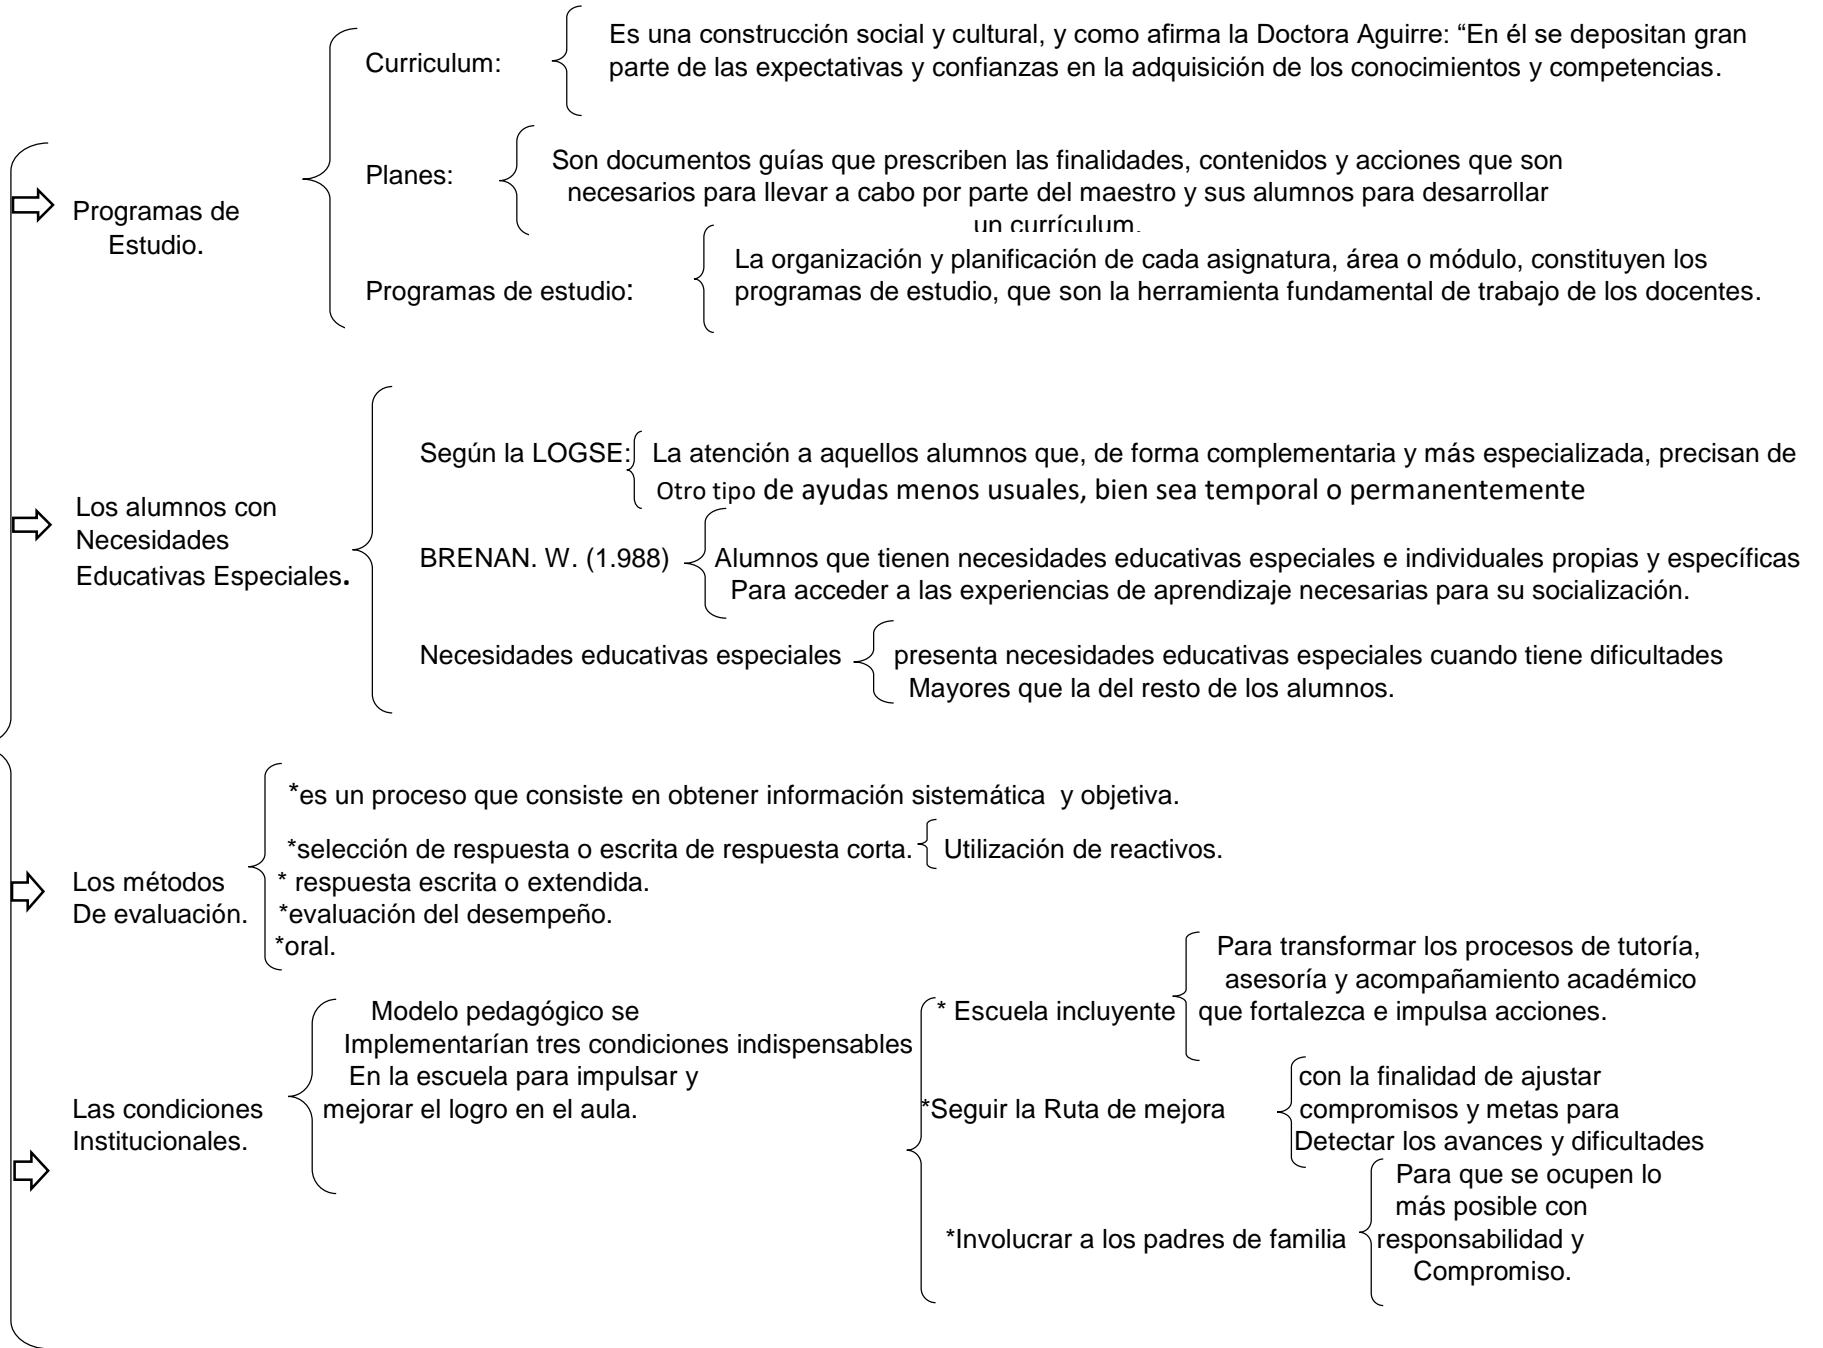 Curriculum:
Es una construcción social y cultural, y como afirma la Doctora Aguirre: “En él se depositan gran
parte de las expectativas y confianzas en la adquisición de los conocimientos y competencias.
Programas de
Estudio.
Planes:
Son documentos guías que prescriben las finalidades, contenidos y acciones que son
necesarios para llevar a cabo por parte del maestro y sus alumnos para desarrollar
un currículum.
Programas de estudio:
La organización y planificación de cada asignatura, área o módulo, constituyen los
programas de estudio, que son la herramienta fundamental de trabajo de los docentes.
Los alumnos con
Necesidades
Educativas Especiales.
Según la LOGSE:
La atención a aquellos alumnos que, de forma complementaria y más especializada, precisan de
Otro tipo de ayudas menos usuales, bien sea temporal o permanentemente
BRENAN. W. (1.988)
Alumnos que tienen necesidades educativas especiales e individuales propias y específicas
Para acceder a las experiencias de aprendizaje necesarias para su socialización.
Necesidades educativas especiales
presenta necesidades educativas especiales cuando tiene dificultades
Mayores que la del resto de los alumnos.
Los métodos
De evaluación.
*es un proceso que consiste en obtener información sistemática y objetiva.
*selección de respuesta o escrita de respuesta corta.
Utilización de reactivos.
* respuesta escrita o extendida.
*evaluación del desempeño.
*oral.
Las condiciones
Institucionales.
Modelo pedagógico se
Implementarían tres condiciones indispensables
En la escuela para impulsar y
mejorar el logro en el aula.
* Escuela incluyente
Para transformar los procesos de tutoría,
asesoría y acompañamiento académico
que fortalezca e impulsa acciones.
*Seguir la Ruta de mejora
con la finalidad de ajustar
compromisos y metas para
Detectar los avances y dificultades
*Involucrar a los padres de familia
Para que se ocupen lo
más posible con
responsabilidad y
Compromiso.